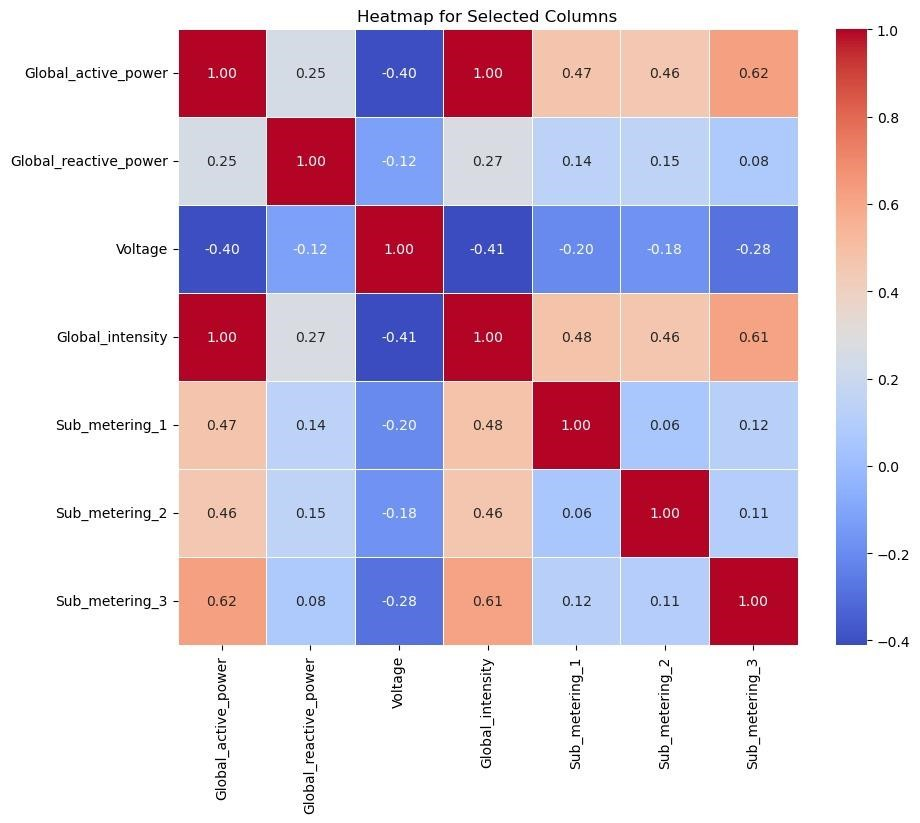 Heatmap for Selected Columns
Global_active_power 1.00 0.25 -0.40 1.00 0.47 0.46 0.62
Global_reactive_power 0.25 1.00 -0.12 0.27 0.14 0.15 0.08
Voltage -0.40 -0.12 1.00 -0.41 -0.20 -0.18 -0.28
Global_intensity 1.00 0.27 -0.41 1.00 0.48 0.46 0.61
Sub_metering_1 0.47 0.14 -0.20 0.48 1.00 0.06 0.12
Sub_metering_2 0.46 0.15 -0.18 0.46 0.06 1.00 0.11
Sub_metering_3 0.62 0.08 -0.28 0.61 0.12 0.11 1.00
Global_active_power
Global_reactive_power
Voltage
Global_intensity
Sub_metering_1
Sub_metering_2
Sub_metering_3
1.0
0.8
0.6
0.4
0.2
0.0
−0.2
−0.4